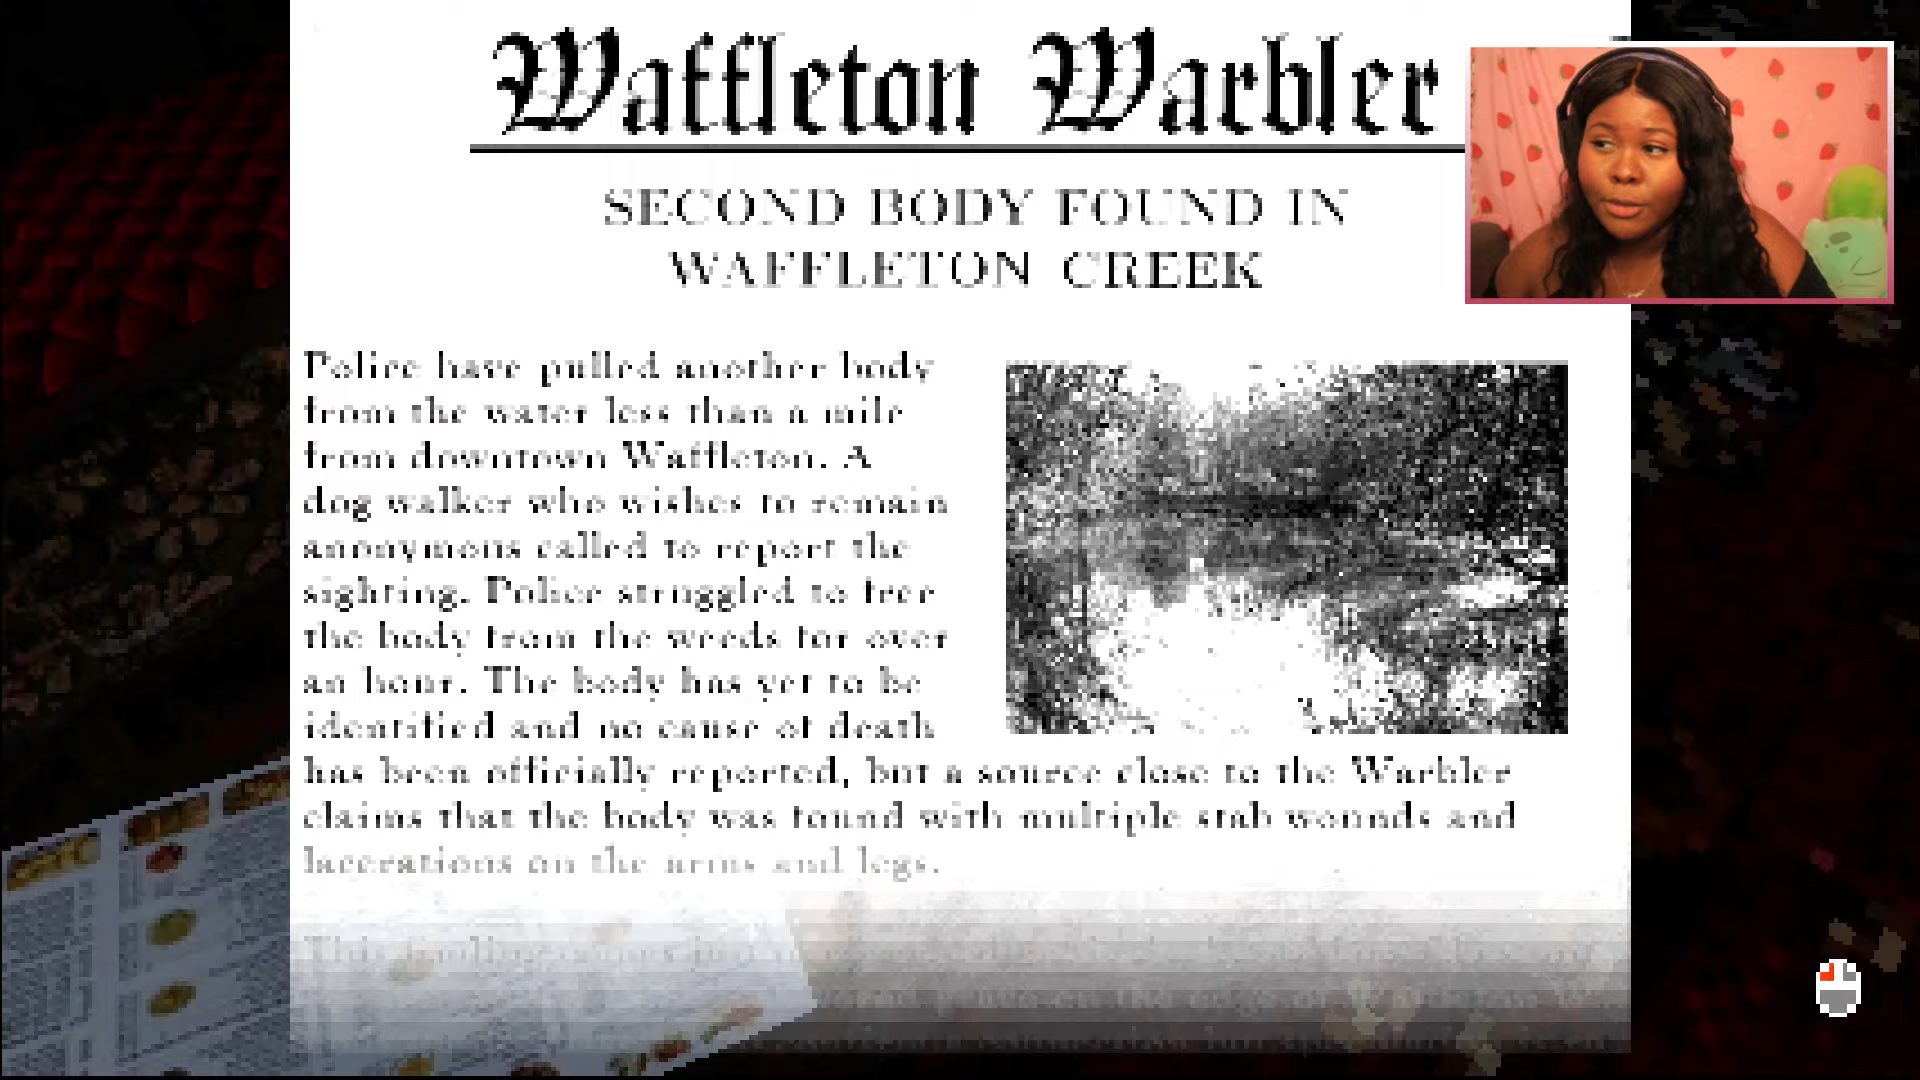 Waffleton Warbler
SECOND BODY FOUND IN
WAFFLETON CREEK
Police have pulled another body
from the water less than a mile
from downtown Waffleton. A
dog walker who wishes to remain
anonymous called to report the
sighting. Police struggled to free
the body from the weeds for over
an hour. The body has yet to be
identified and no cause of death
has been officially reported, but a source close to the Warbler
claims that the body was found with multiple stab wounds and
lacerations on the arms and legs.
This